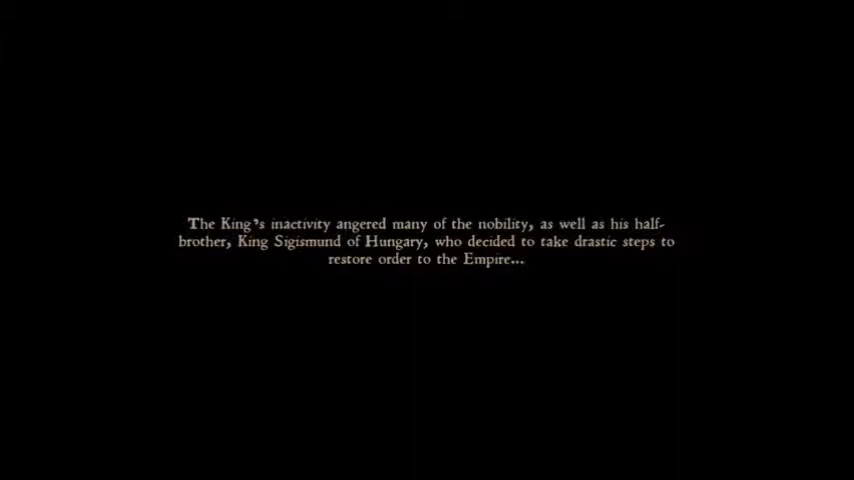 The King's inactivity angered many of the nobility, as well as his half-
brother, King Sigismund of Hungary, who decided to take drastic steps to
restore order to the Empire...